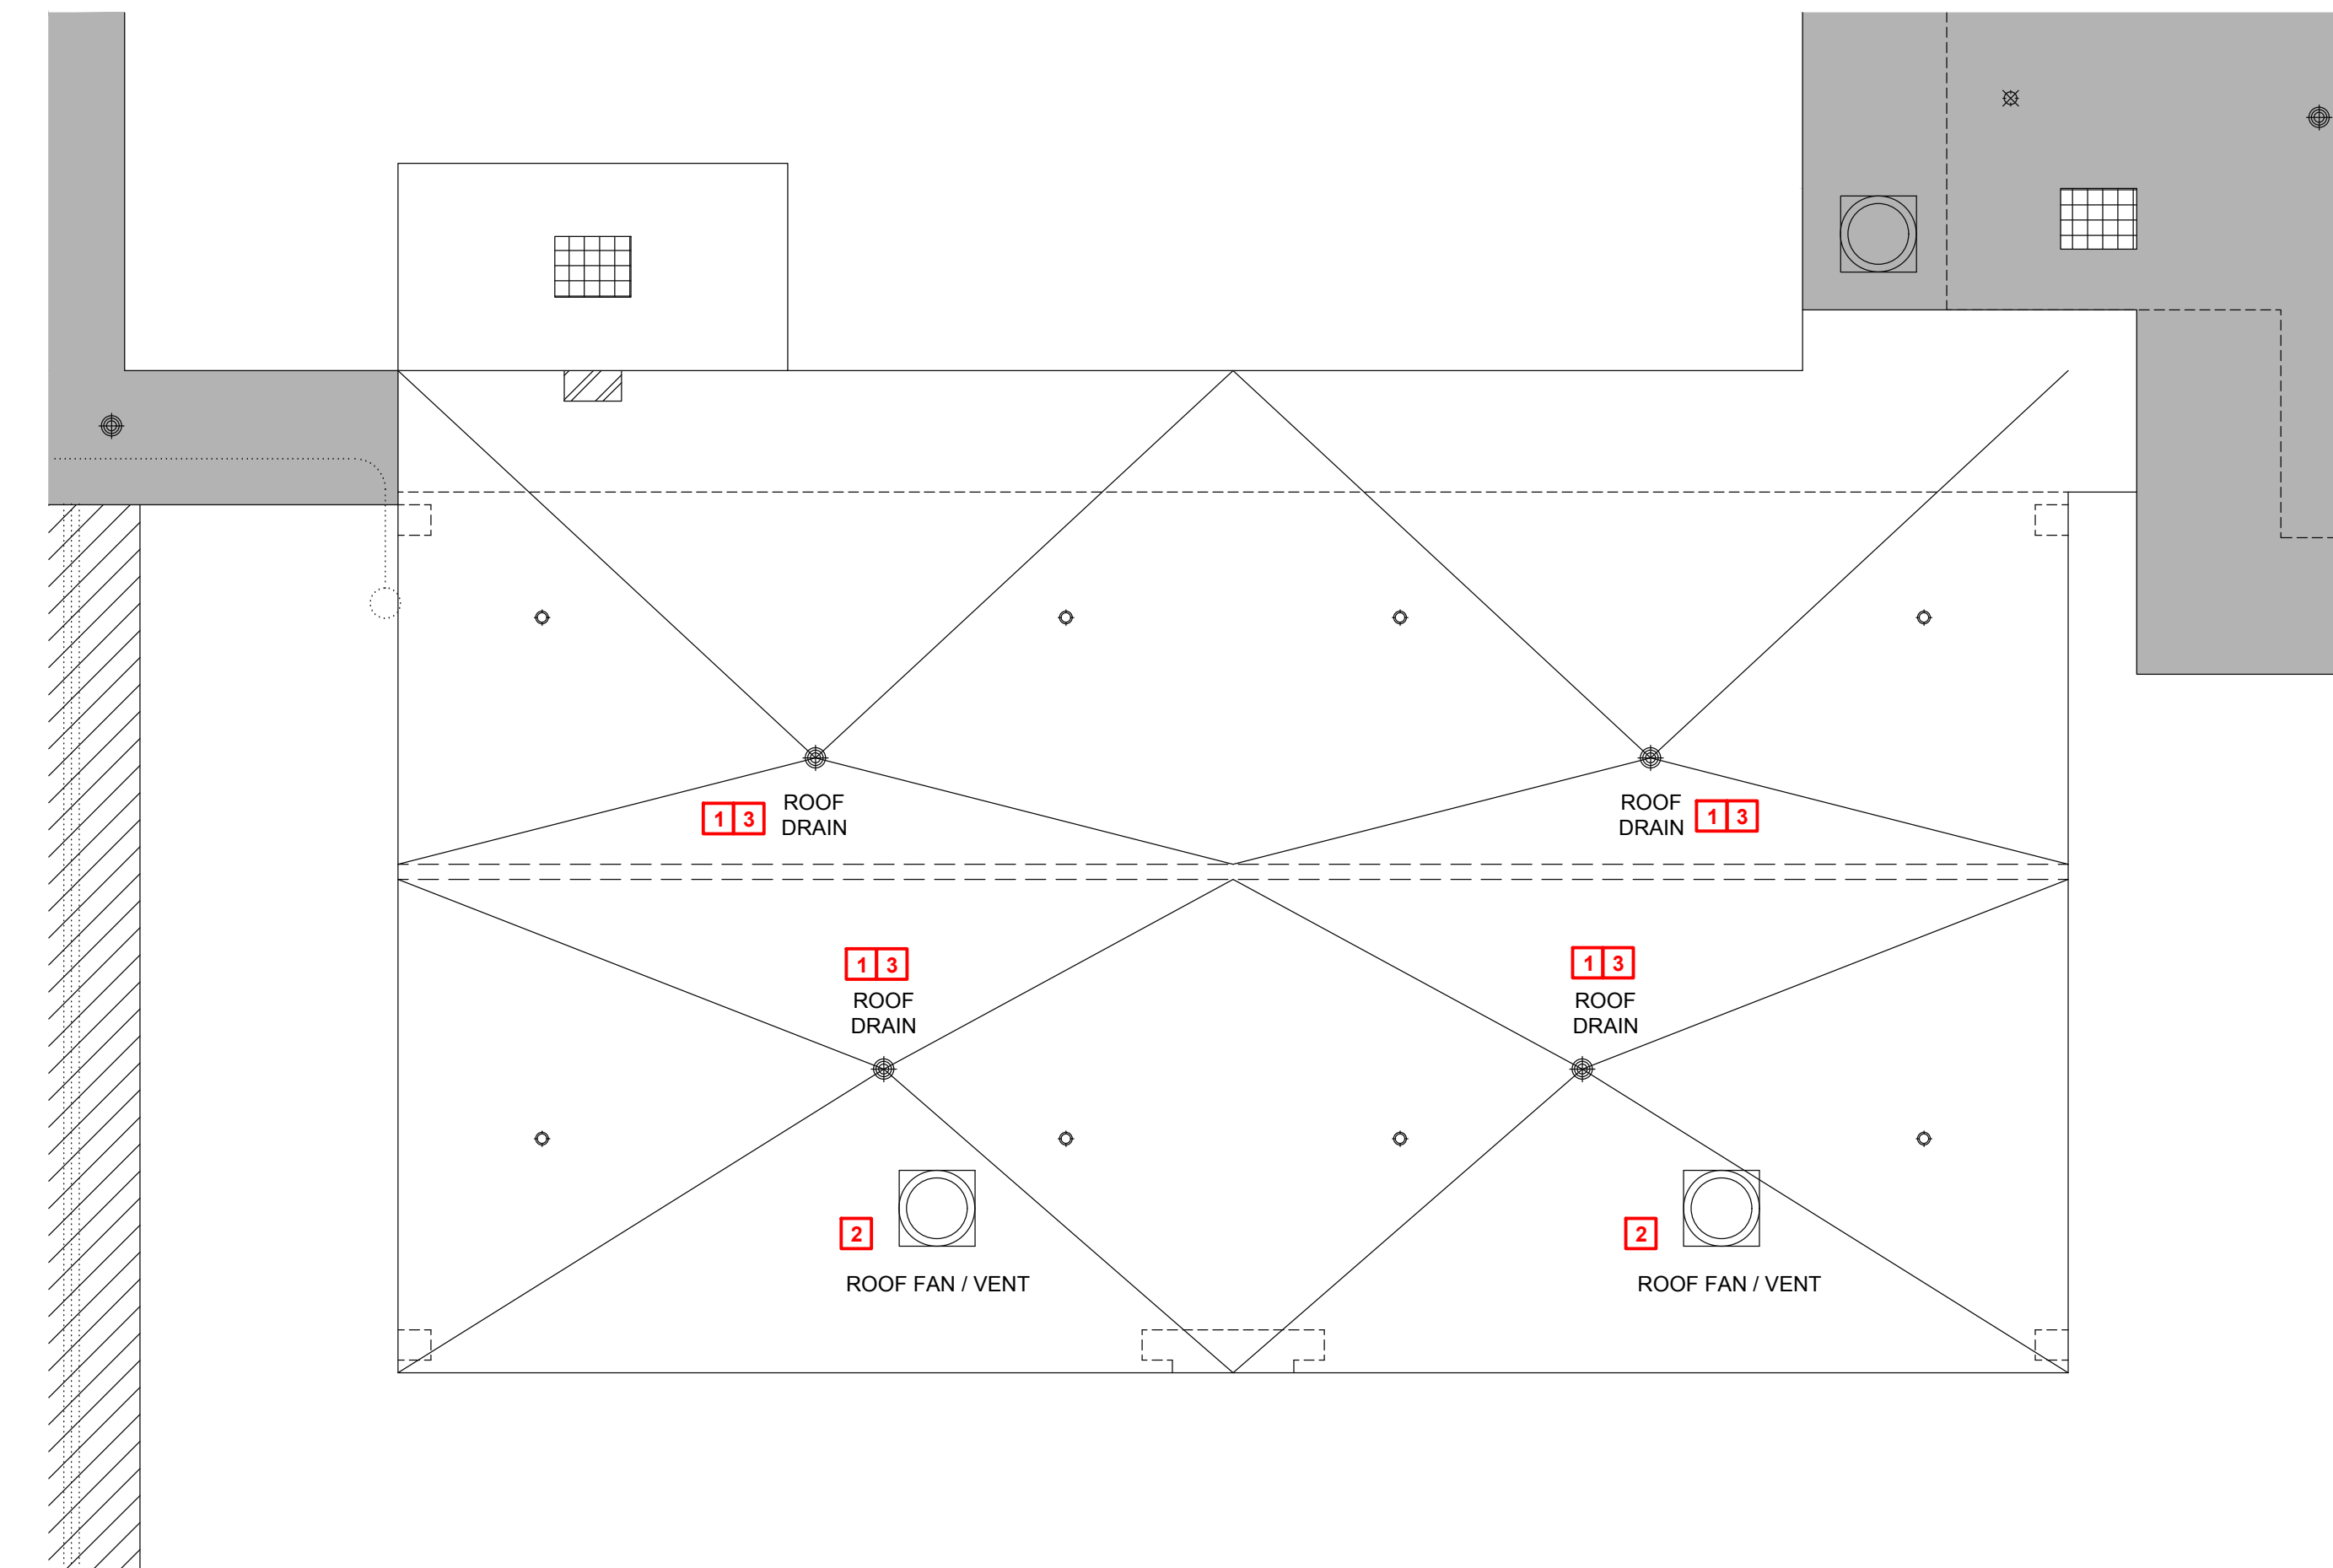 ROOF
DRAIN
1 3
ROOF
DRAIN
1 3
1 3
ROOF
DRAIN
1 3
ROOF
DRAIN
2
ROOF FAN / VENT
2
ROOF FAN / VENT